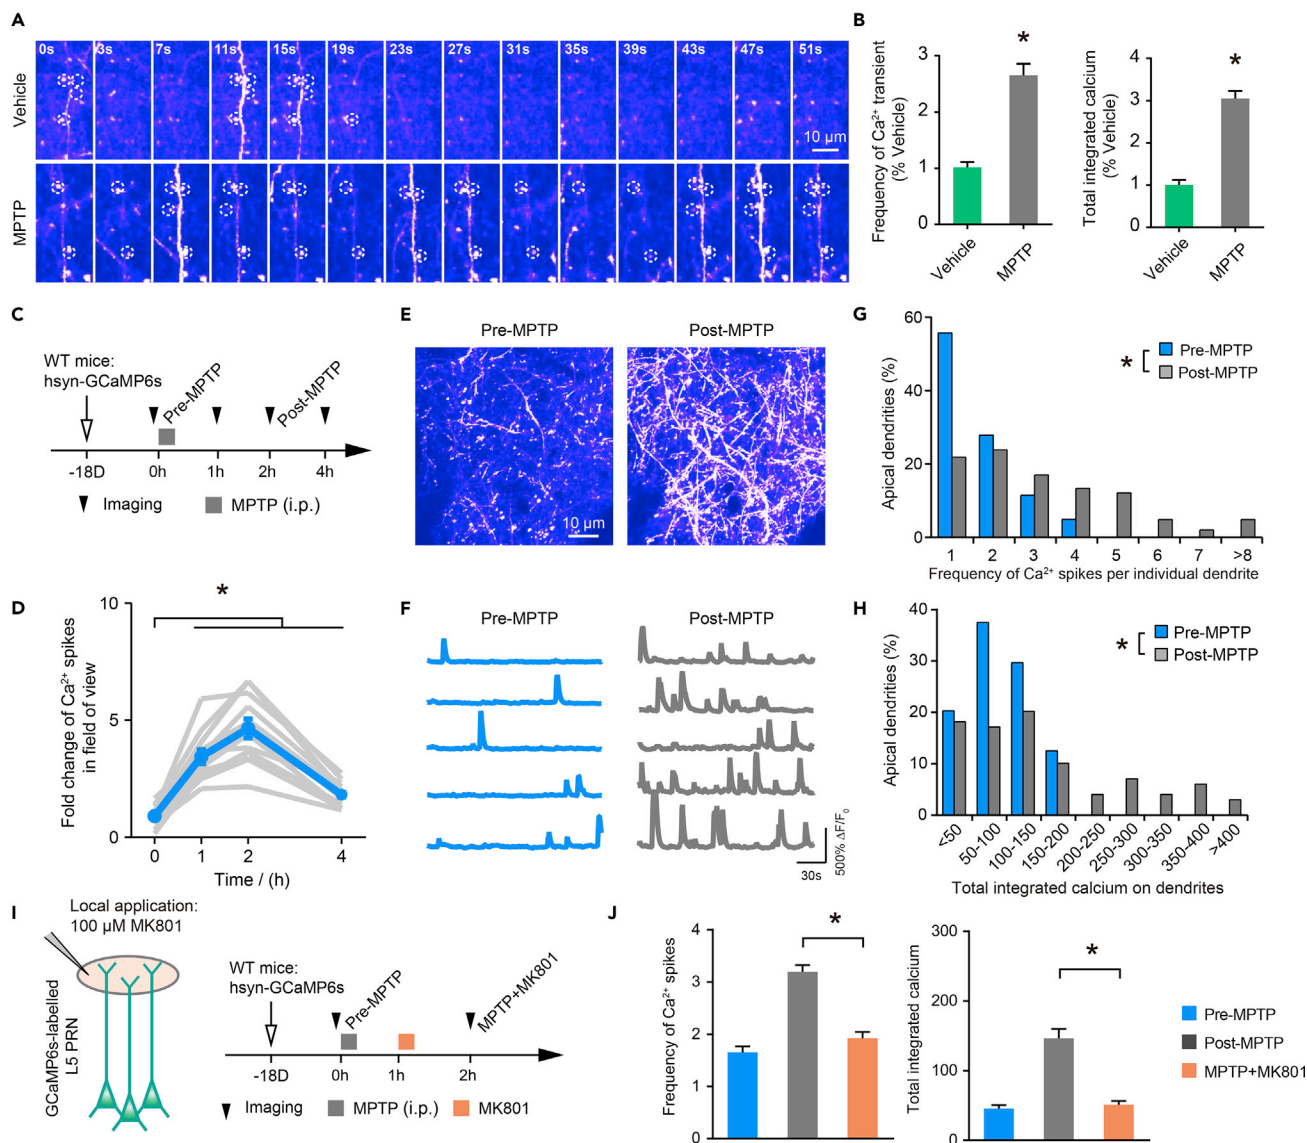 A
0s 3s 7s 11s 15s 19s 23s 27s 31s 35s 39s 43s 47s 51s
Vehicle
10 µm
MPTP
B
Frequency of Ca²⁺ transient
(% Vehicle)
3
2
1
0
Vehicle MPTP
*
Total integrated calcium
(% Vehicle)
4
3
2
1
0
Vehicle MPTP
*
C
WT mice:
hsyn-GCaMP6s
Pre-MPTP
Post-MPTP
-18D 0h 1h 2h 4h
Imaging MPTP (i.p.)
D
*
Fold change of Ca²⁺ spikes
in field of view
10
5
0
0 1 2 4
Time / (h)
E
Pre-MPTP Post-MPTP
10 µm
F
Pre-MPTP Post-MPTP
500% ΔF/F₀
30s
G
Apical dendrities (%)
60
40
20
0
* Pre-MPTP
Post-MPTP
1 2 3 4 5 6 7 >8
Frequency of Ca²⁺ spikes per individual dendrite
H
Apical dendrities (%)
40
30
20
10
0
* Pre-MPTP
Post-MPTP
<50 50-100 100-150 150-200 200-250 250-300 300-350 350-400 >400
Total integrated calcium on dendrites
I
Local application:
100 µM MK801
GCaMP6s-labelled
L5 PRN
WT mice:
hsyn-GCaMP6s
Pre-MPTP
MPTP+MK801
-18D 0h 1h 2h
Imaging MPTP (i.p.) MK801
J
Frequency of Ca²⁺ spikes
4
3
2
1
0
*
Total integrated calcium
300
225
150
75
0
*
Pre-MPTP
Post-MPTP
MPTP+MK801